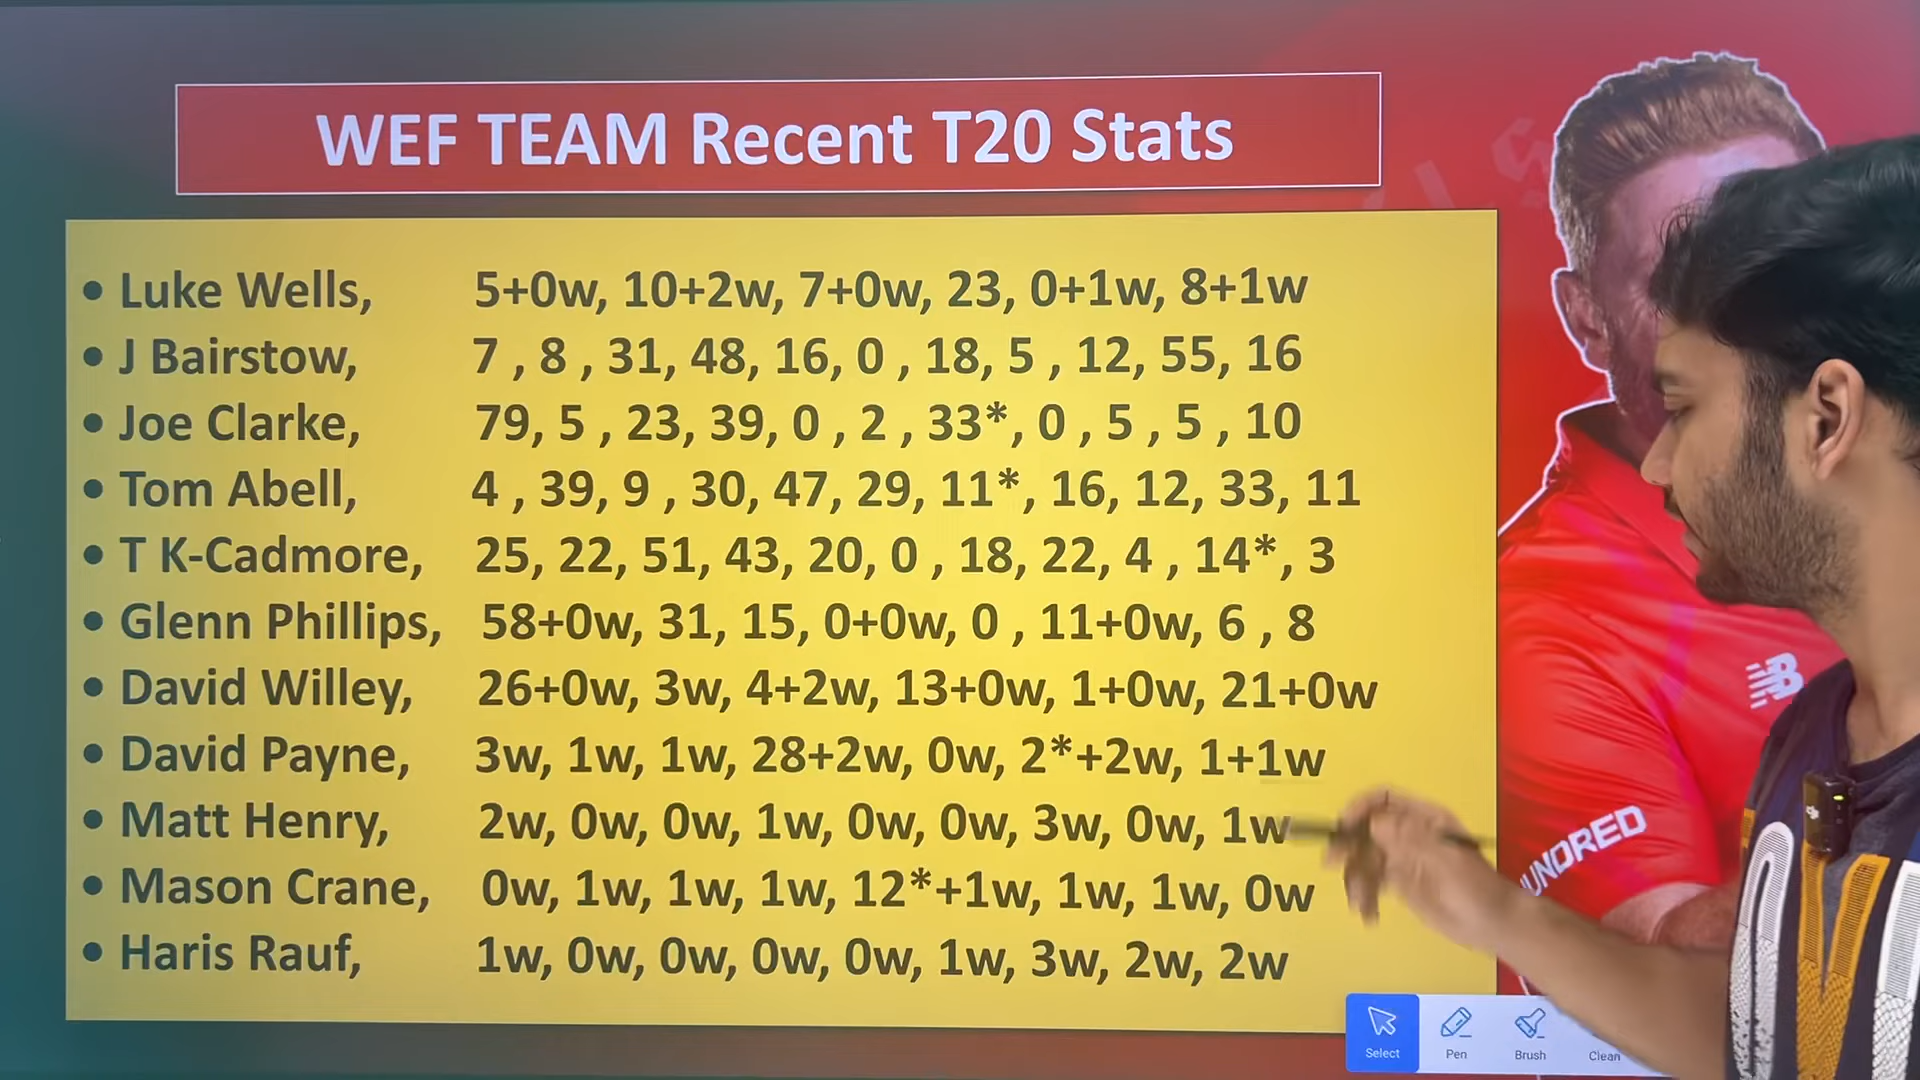 WEF TEAM Recent T20 Stats
• Luke Wells, 5+0w, 10+2w, 7+0w, 23, 0+1w, 8+1w
• J Bairstow, 7 , 8 , 31, 48, 16, 0 , 18, 5 , 12, 55, 16
• Joe Clarke, 79, 5 , 23, 39, 0 , 2 , 33*, 0 , 5 , 5 , 10
• Tom Abell, 4 , 39, 9 , 30, 47, 29, 11*, 16, 12, 33, 11
• T K-Cadmore, 25, 22, 51, 43, 20, 0 , 18, 22, 4 , 14*, 3
• Glenn Phillips, 58+0w, 31, 15, 0+0w, 0 , 11+0w, 6 , 8
• David Willey, 26+0w, 3w, 4+2w, 13+0w, 1+0w, 21+0w
• David Payne, 3w, 1w, 1w, 28+2w, 0w, 2*+2w, 1+1w
• Matt Henry, 2w, 0w, 0w, 1w, 0w, 0w, 3w, 0w, 1w
• Mason Crane, 0w, 1w, 1w, 1w, 12*+1w, 1w, 1w, 0w
• Haris Rauf, 1w, 0w, 0w, 0w, 0w, 1w, 3w, 2w, 2w
NB
UNDRED
Select Pen Brush Clean